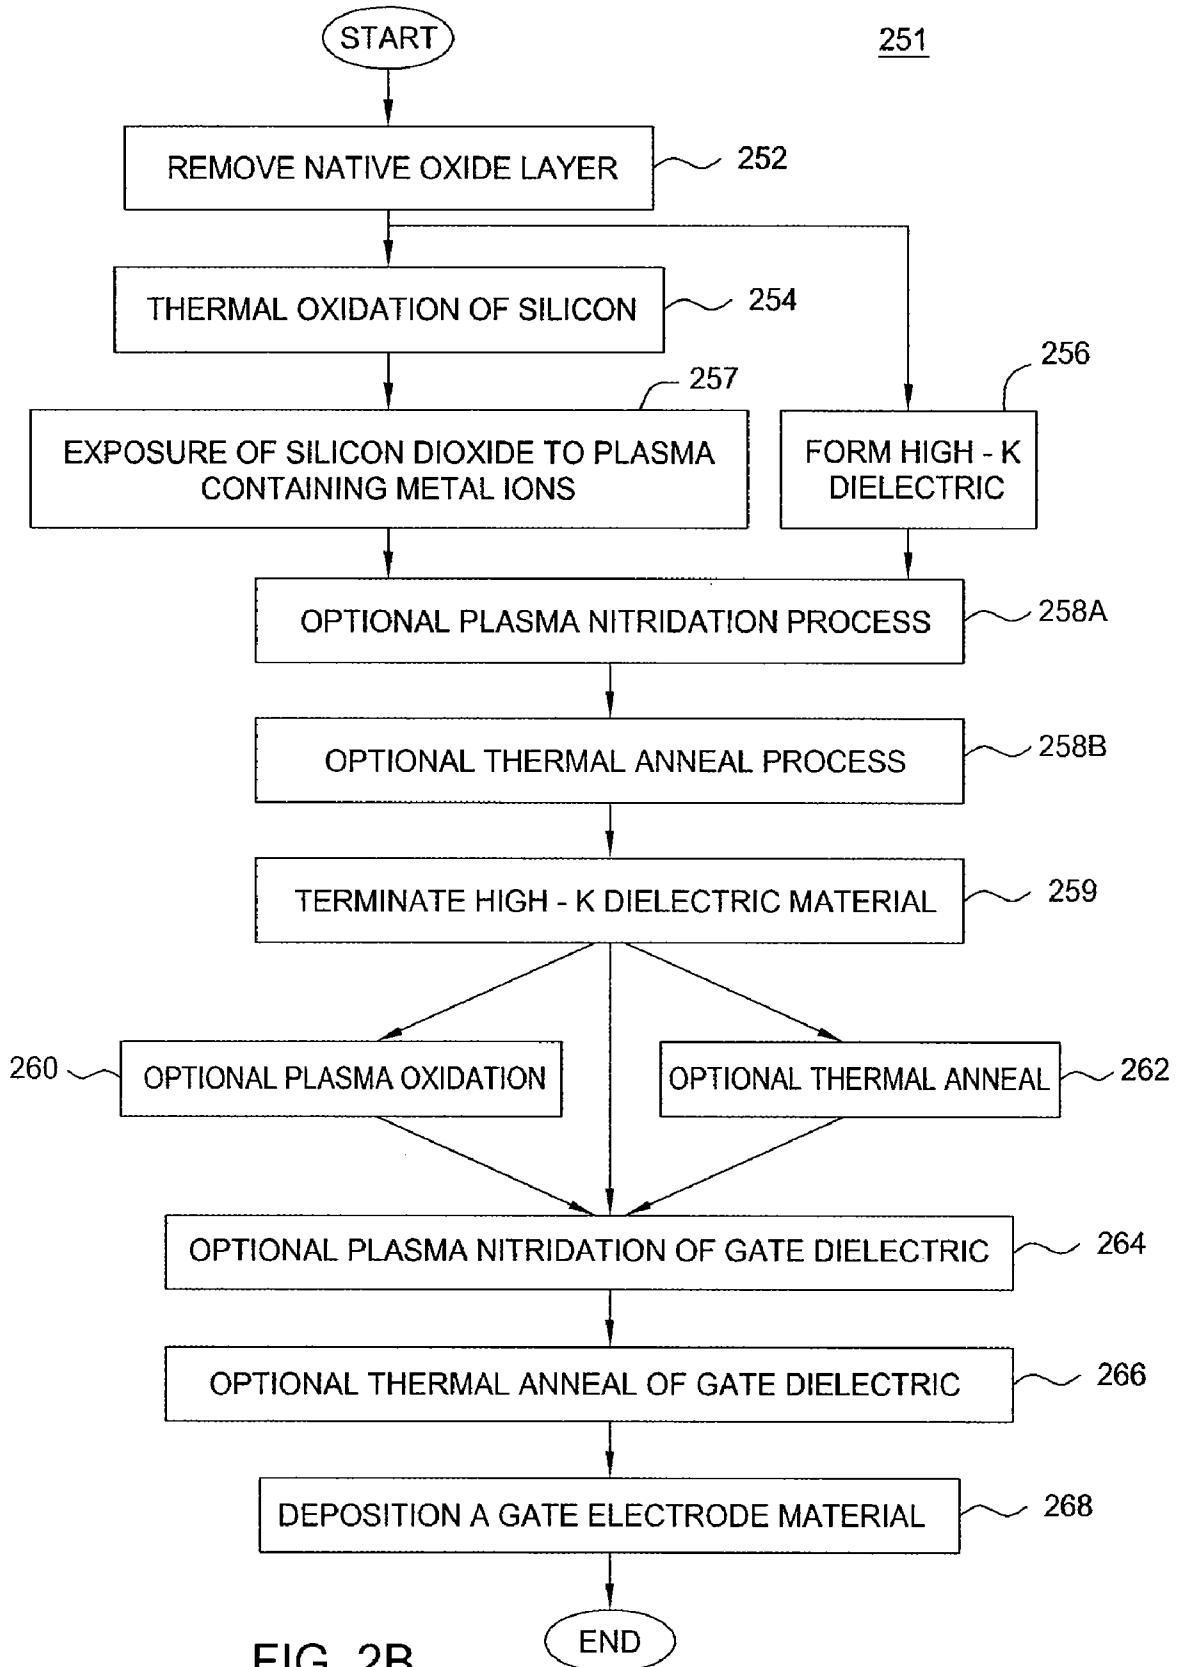 START
251
REMOVE NATIVE OXIDE LAYER
252
THERMAL OXIDATION OF SILICON
254
256
257
EXPOSURE OF SILICON DIOXIDE TO PLASMA
CONTAINING METAL IONS
FORM HIGH - K
DIELECTRIC
OPTIONAL PLASMA NITRIDATION PROCESS
258A
OPTIONAL THERMAL ANNEAL PROCESS
258B
TERMINATE HIGH - K DIELECTRIC MATERIAL
259
260
OPTIONAL PLASMA OXIDATION
OPTIONAL THERMAL ANNEAL
262
OPTIONAL PLASMA NITRIDATION OF GATE DIELECTRIC
264
OPTIONAL THERMAL ANNEAL OF GATE DIELECTRIC
266
DEPOSITION A GATE ELECTRODE MATERIAL
268
END
FIG. 2B